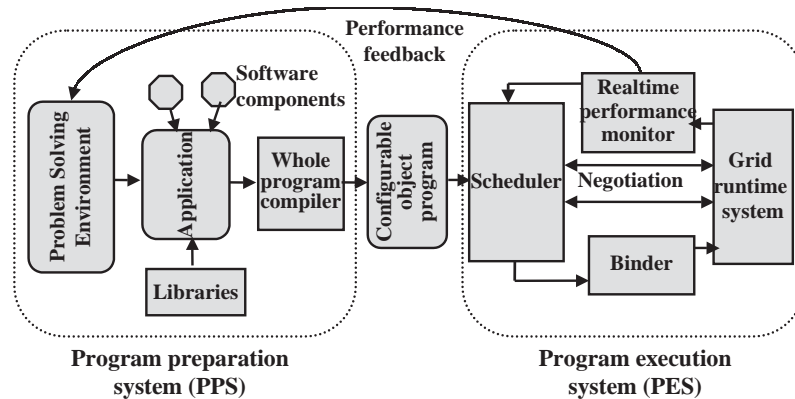 Performance
feedback
Software
components
Problem Solving
Environment
Application
Whole
program
compiler
Libraries
Configurable
object
program
Scheduler
Realtime
performance
monitor
Negotiation
Grid
runtime
system
Binder
Program preparation
system (PPS)
Program execution
system (PES)